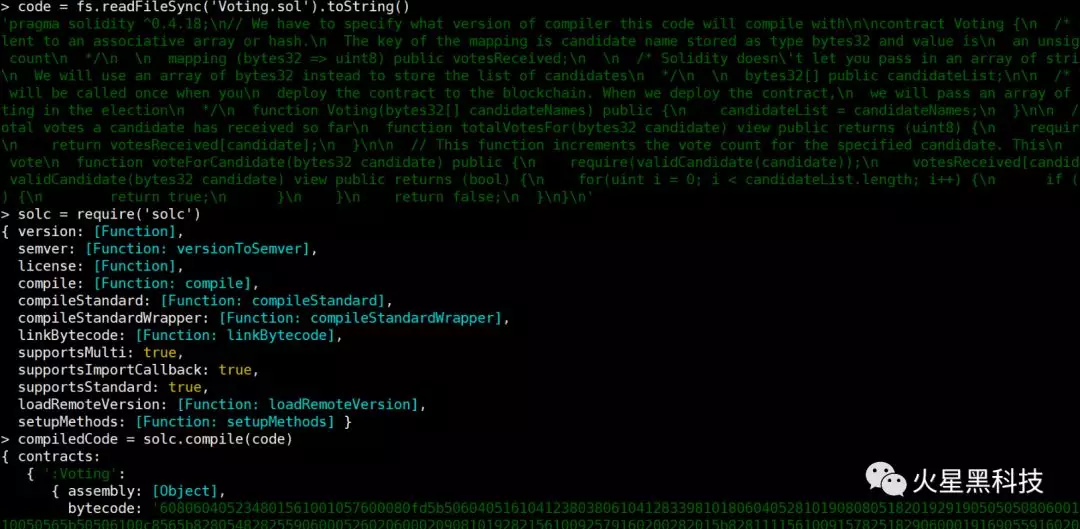 > code = fs.readFileSync('Voting.sol').toString()
'pragma solidity ^0.4.18;\n// We have to specify what version of compiler this code will compile with\n\ncontract Voting {\n  /*
lent to an associative array or hash.\n  The key of the mapping is candidate name stored as type bytes32 and value is\n  an unsig
count\n  */\n  \n  mapping (bytes32 => uint8) public votesReceived;\n  \n  /* Solidity doesn\'t let you pass in an array of stri
\n  We will use an array of bytes32 instead to store the list of candidates\n  */\n  \n  bytes32[] public candidateList;\n\n  /*
will be called once when you\n  deploy the contract to the blockchain. When we deploy the contract,\n  we will pass an array of
ting in the election\n  */\n  function Voting(bytes32[] candidateNames) public {\n    candidateList = candidateNames;\n  }\n\n  /
otal votes a candidate has received so far\n  function totalVotesFor(bytes32 candidate) view public returns (uint8) {\n    requir
\n    return votesReceived[candidate];\n  }\n\n  // This function increments the vote count for the specified candidate. This\n
vote\n  function voteForCandidate(bytes32 candidate) public {\n    require(validCandidate(candidate));\n    votesReceived[candid
validCandidate(bytes32 candidate) view public returns (bool) {\n    for(uint i = 0; i < candidateList.length; i++) {\n      if (
) {\n        return true;\n      }\n    }\n    return false;\n  }\n}\n'
> solc = require('solc')
{ version: [Function],
semver: [Function: versionToSemver],
license: [Function],
compile: [Function: compile],
compileStandard: [Function: compileStandard],
compileStandardWrapper: [Function: compileStandardWrapper],
linkBytecode: [Function: linkBytecode],
supportsMulti: true,
supportsImportCallback: true,
supportsStandard: true,
loadRemoteVersion: [Function: loadRemoteVersion],
setupMethods: [Function: setupMethods] }
> compiledCode = solc.compile(code)
{ contracts:
{ ':Voting':
{ assembly: [Object],
bytecode:
火星黑科技